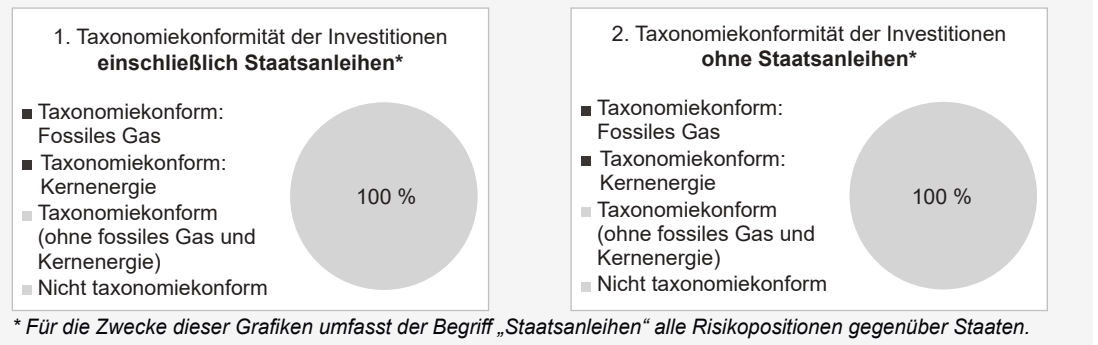 1. Taxonomiekonformität der Investitionen
einschließlich Staatsanleihen*
Taxonomiekonform:
Fossiles Gas
Taxonomiekonform:
Kernenergie
Taxonomiekonform
(ohne fossiles Gas und
Kernenergie)
Nicht taxonomiekonform
100 %
2. Taxonomiekonformität der Investitionen
ohne Staatsanleihen*
Taxonomiekonform:
Fossiles Gas
Taxonomiekonform:
Kernenergie
Taxonomiekonform
(ohne fossiles Gas und
Kernenergie)
Nicht taxonomiekonform
100 %
* Für die Zwecke dieser Grafiken umfasst der Begriff „Staatsanleihen“ alle Risikopositionen gegenüber Staaten.